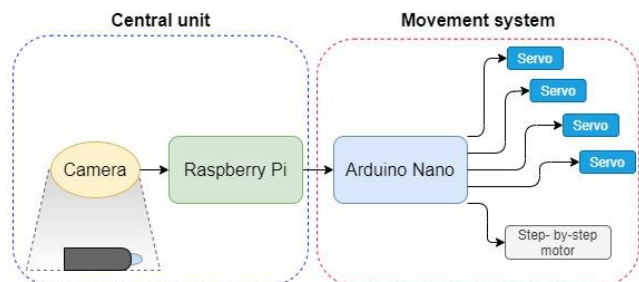 Central unit
Movement system
Servo
Servo
Servo
Servo
Camera
Raspberry Pi
Arduino Nano
Step- by-step
motor